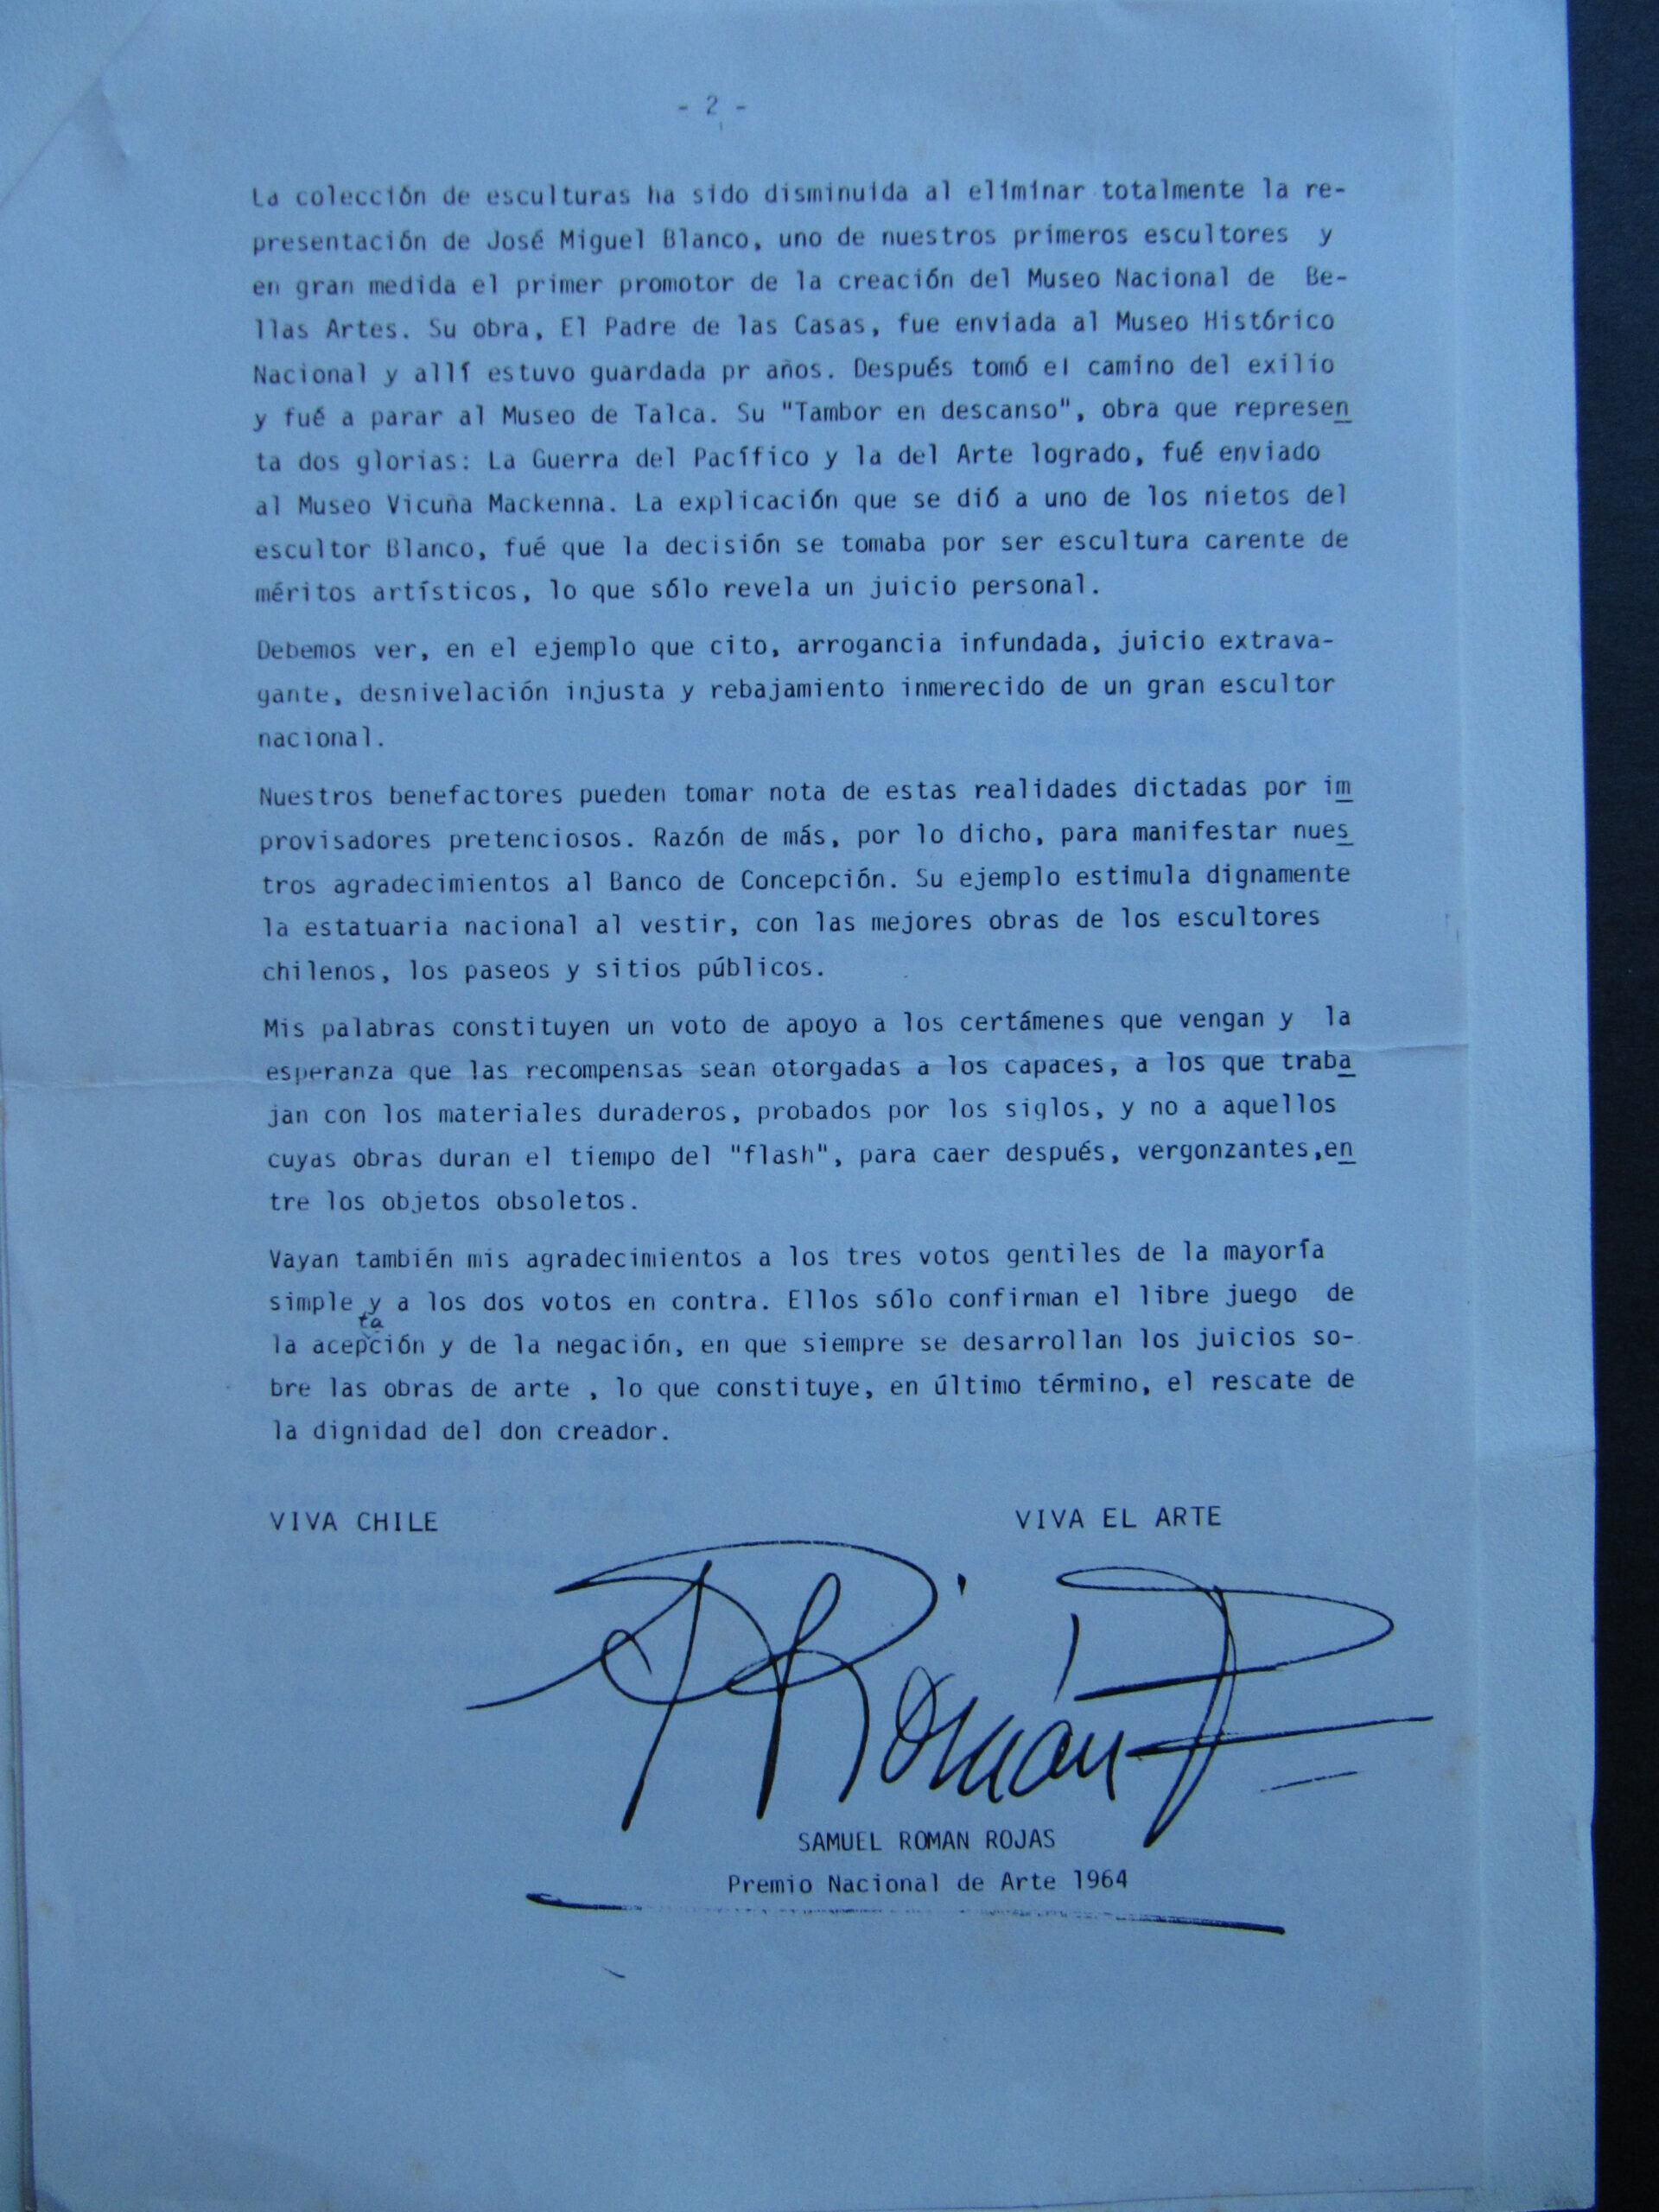 - 2 -
La colección de esculturas ha sido disminuida al eliminar totalmente la re-
presentación de José Miguel Blanco, uno de nuestros primeros escultores y
en gran medida el primer promotor de la creación del Museo Nacional de Be-
llas Artes. Su obra, El Padre de las Casas, fue enviada al Museo Histórico
Nacional y allí estuvo guardada pr años. Después tomó el camino del exilio
y fué a parar al Museo de Talca. Su "Tambor en descanso", obra que represen
ta dos glorias: La Guerra del Pacífico y la del Arte logrado, fué enviado
al Museo Vicuña Mackenna. La explicación que se dió a uno de los nietos del
escultor Blanco, fué que la decisión se tomaba por ser escultura carente de
méritos artísticos, lo que sólo revela un juicio personal.
Debemos ver, en el ejemplo que cito, arrogancia infundada, juicio extrava-
gante, desnivelación injusta y rebajamiento inmerecido de un gran escultor
nacional.
Nuestros benefactores pueden tomar nota de estas realidades dictadas por im
provisadores pretenciosos. Razón de más, por lo dicho, para manifestar nues
tros agradecimientos al Banco de Concepción. Su ejemplo estimula dignamente
la estatuaria nacional al vestir, con las mejores obras de los escultores
chilenos, los paseos y sitios públicos.
Mis palabras constituyen un voto de apoyo a los certámenes que vengan y la
esperanza que las recompensas sean otorgadas a los capaces, a los que traba
jan con los materiales duraderos, probados por los siglos, y no a aquellos
cuyas obras duran el tiempo del "flash", para caer después, vergonzantes,en
tre los objetos obsoletos.
Vayan también mis agradecimientos a los tres votos gentiles de la mayoría
simple y a los dos votos en contra. Ellos sólo confirman el libre juego de
ta
la acepción y de la negación, en que siempre se desarrollan los juicios so-
bre las obras de arte , lo que constituye, en último término, el rescate de
la dignidad del don creador.
VIVA CHILE VIVA EL ARTE
Román
SAMUEL ROMAN ROJAS
Premio Nacional de Arte 1964